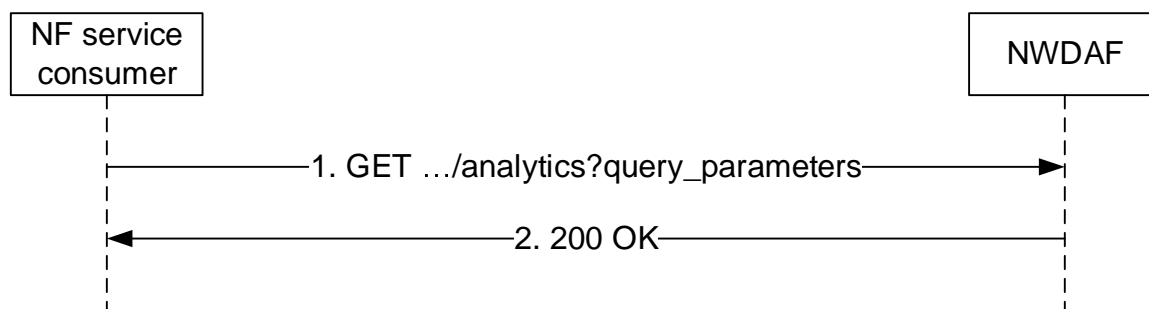 NF service
consumer
NWDAF
1. GET …/analytics?query_parameters
2. 200 OK